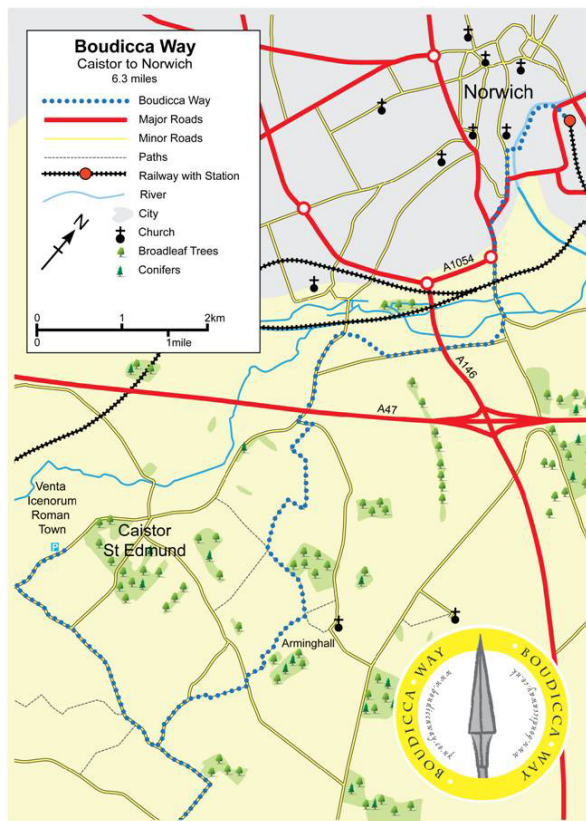 Boudicca Way
Caistor to Norwich
6.3 miles
Boudicca Way
Major Roads
Minor Roads
Paths
Railway with Station
River
City
Church
Broadleaf Trees
Conifers
N
0 1 2km
0 1mile
Norwich
A1054
A146
A47
Venta
Icenorum
Roman
Town
P
Caistor
St Edmund
Arminghall
BOUDICCA · WAY
BOUDICCA · WAY